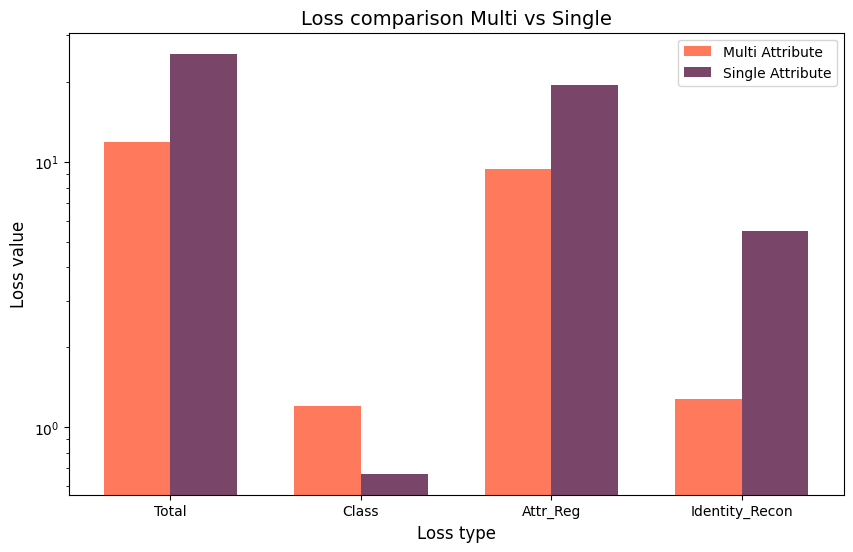 Loss comparison Multi vs Single
Multi Attribute
Single Attribute
Loss value
10¹
10⁰
Total
Class
Attr_Reg
Identity_Recon
Loss type